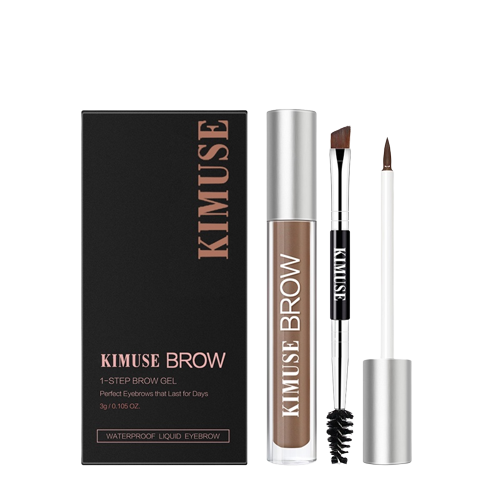 KIMUSE
KIMUSE BROW
1-STEP BROW GEL
Perfect Eyebrows that Last for Days
3g / 0.105 OZ.
WATERPROOF LIQUID EYEBROW
KIMUSE BROW
KIMUSE